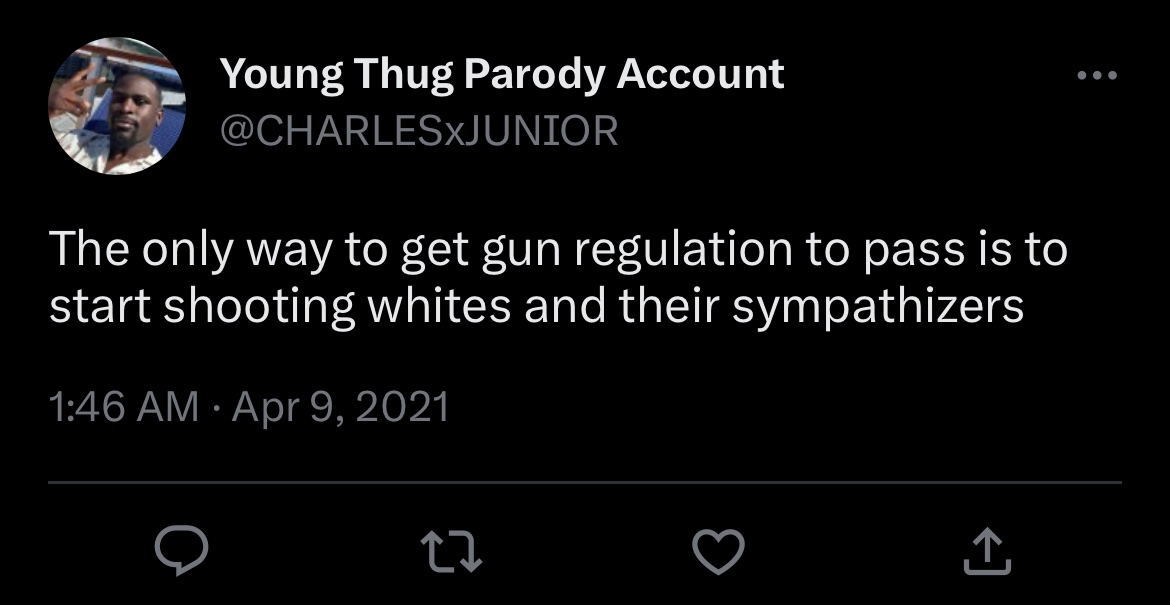 Young Thug Parody Account
@CHARLESxJUNIOR
The only way to get gun regulation to pass is to
start shooting whites and their sympathizers
1:46 AM · Apr 9, 2021